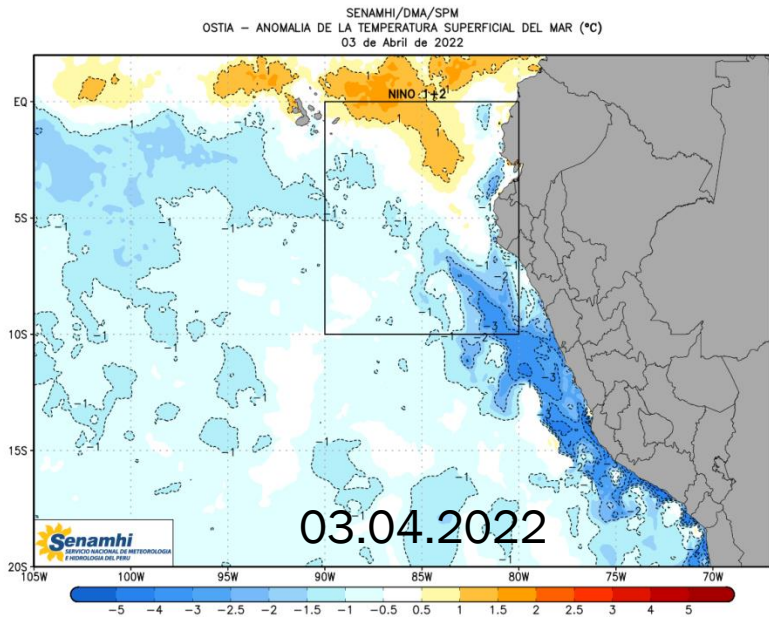 SENAMHI/DMA/SPM
OSTIA – ANOMALIA DE LA TEMPERATURA SUPERFICIAL DEL MAR (°C)
03 de Abril de 2022
NINO 1+2
EQ
5S
10S
15S
20S
03.04.2022
Senamhi
SERVICIO NACIONAL DE METEOROLOGIA
E HIDROLOGIA DEL PERU
105W 100W 95W 90W 85W 80W 75W 70W
-5 -4 -3 -2.5 -2 -1.5 -1 -0.5 0.5 1 1.5 2 2.5 3 4 5